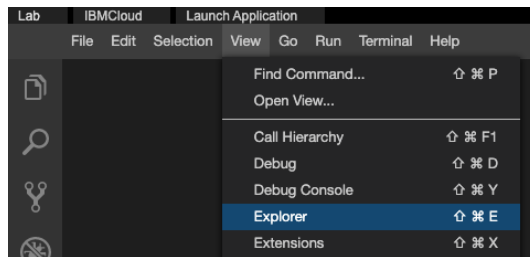 Lab IBMCloud Launch Application
File Edit Selection View Go Run Terminal Help
Find Command... ⇧ ⌘ P
Open View...
Call Hierarchy ⇧ ⌘ F1
Debug ⇧ ⌘ D
Debug Console ⇧ ⌘ Y
Explorer ⇧ ⌘ E
Extensions ⇧ ⌘ X